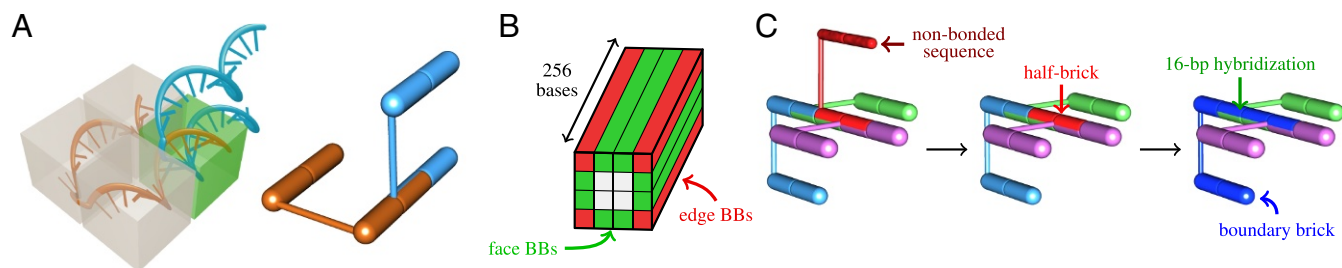 A
B
256
bases
edge BBs
face BBs
C
non-bonded
sequence
half-brick
16-bp hybridization
boundary brick